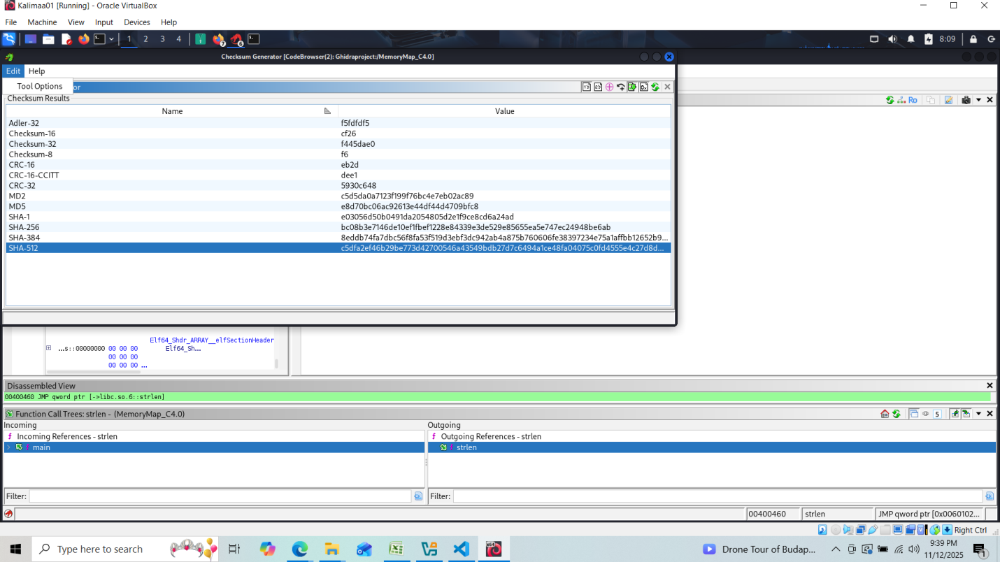 Kalimaa01 [Running] - Oracle VirtualBox
File Machine View Input Devices Help
1 2 3 4 7 6 8:09
Checksum Generator [CodeBrowser(2): Ghidraproject:/MemoryMap_C4.0]
Edit Help
Tool Options or
Checksum Results
Name Value
Adler-32 f5fdfdf5
Checksum-16 cf26
Checksum-32 f445dae0
Checksum-8 f6
CRC-16 eb2d
CRC-16-CCITT dee1
CRC-32 5930c648
MD2 c5d5da0a7123f199f76bc4e7eb02ac89
MD5 e8d70bc06ac92613e44df44d4709bfc8
SHA-1 e03056d50b0491da2054805d2e1f9ce8cd6a24ad
SHA-256 bc08b3e7146de10ef1fbef1228e84339e3de529e85655ea5e747ec24948be6ab
SHA-384 8eddb74fa7dbc56f8fa53f519d3ebf3dc942ab4a875b760606fe38397234e75a1affbb12652b9...
SHA-512 c5dfa2ef46b29be773d42700546a43549bdb27d7c6494a1ce48fa04075c0fd4555e4c27d8d...
Ro
Elf64_Shdr_ARRAY__elfSectionHeader
...s::00000000 00 00 00 Elf64_Sh...
00 00 00
00 00 00 ...
Disassembled View
00400460 JMP qword ptr [->libc.so.6::strlen]
Function Call Trees: strlen - (MemoryMap_C4.0) 5
Incoming Outgoing
f Incoming References - strlen f Outgoing References - strlen
f main f strlen
Filter: Filter:
00400460 strlen JMP qword ptr [0x0060102...
Right Ctrl
Type here to search Drone Tour of Budap... 9:39 PM
11/12/2025 1